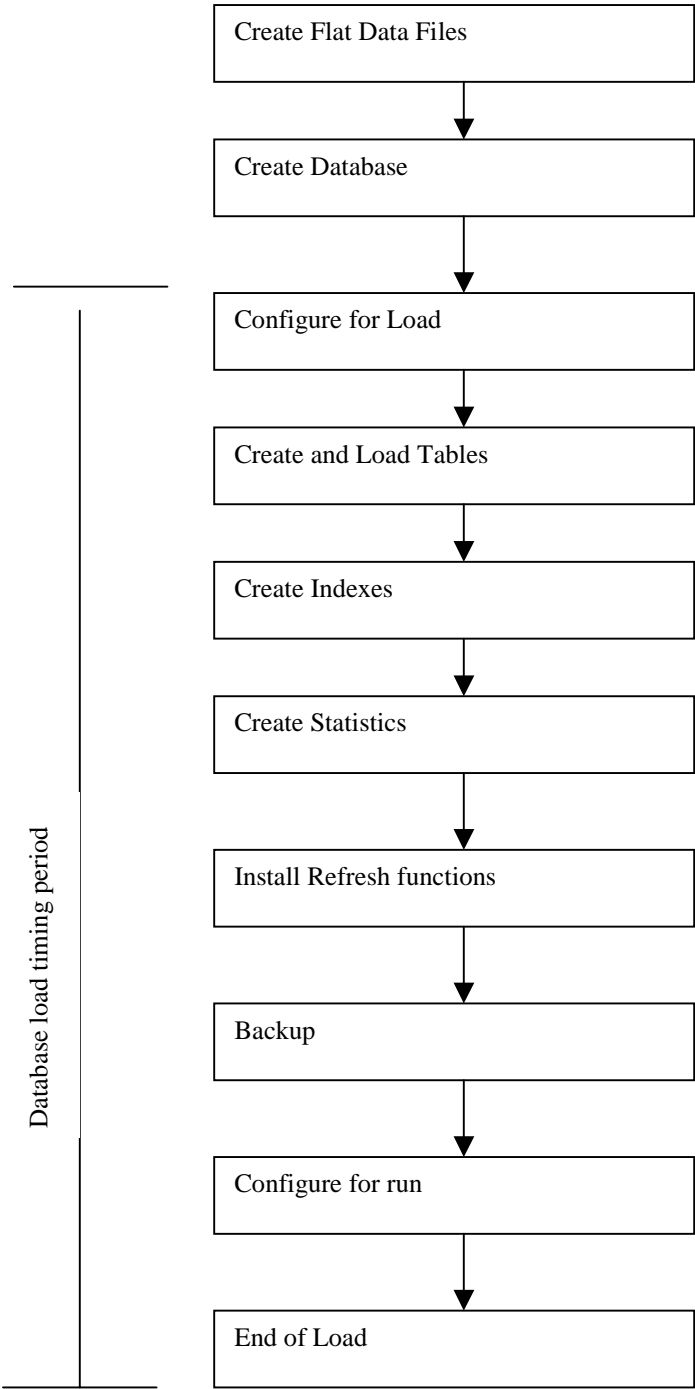 Create Flat Data Files
Create Database
Configure for Load
Create and Load Tables
Create Indexes
Create Statistics
Install Refresh functions
Backup
Configure for run
End of Load
Database load timing period